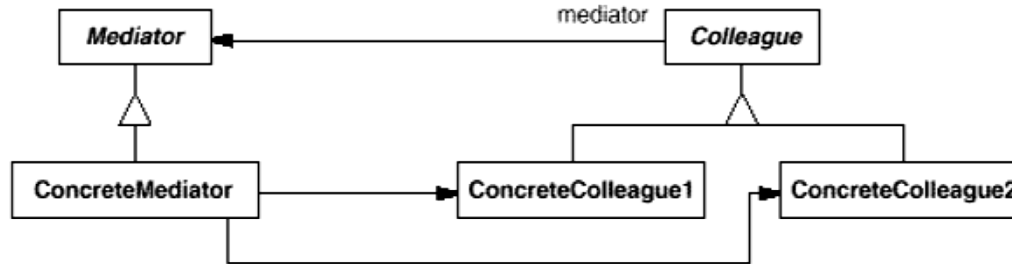 mediator
Mediator
Colleague
ConcreteMediator
ConcreteColleague1
ConcreteColleague2